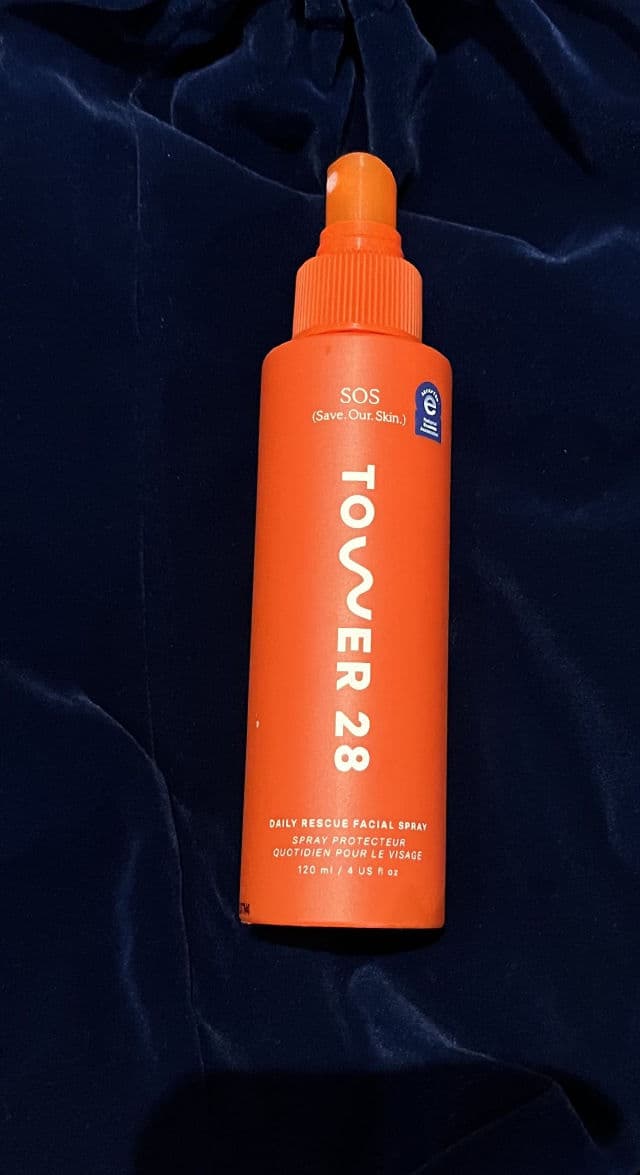 SOS
(Save. Our. Skin.)
TOWER 28
DAILY RESCUE FACIAL SPRAY
SPRAY PROTECTEUR
QUOTIDIEN POUR LE VISAGE
120 ml / 4 US fl oz